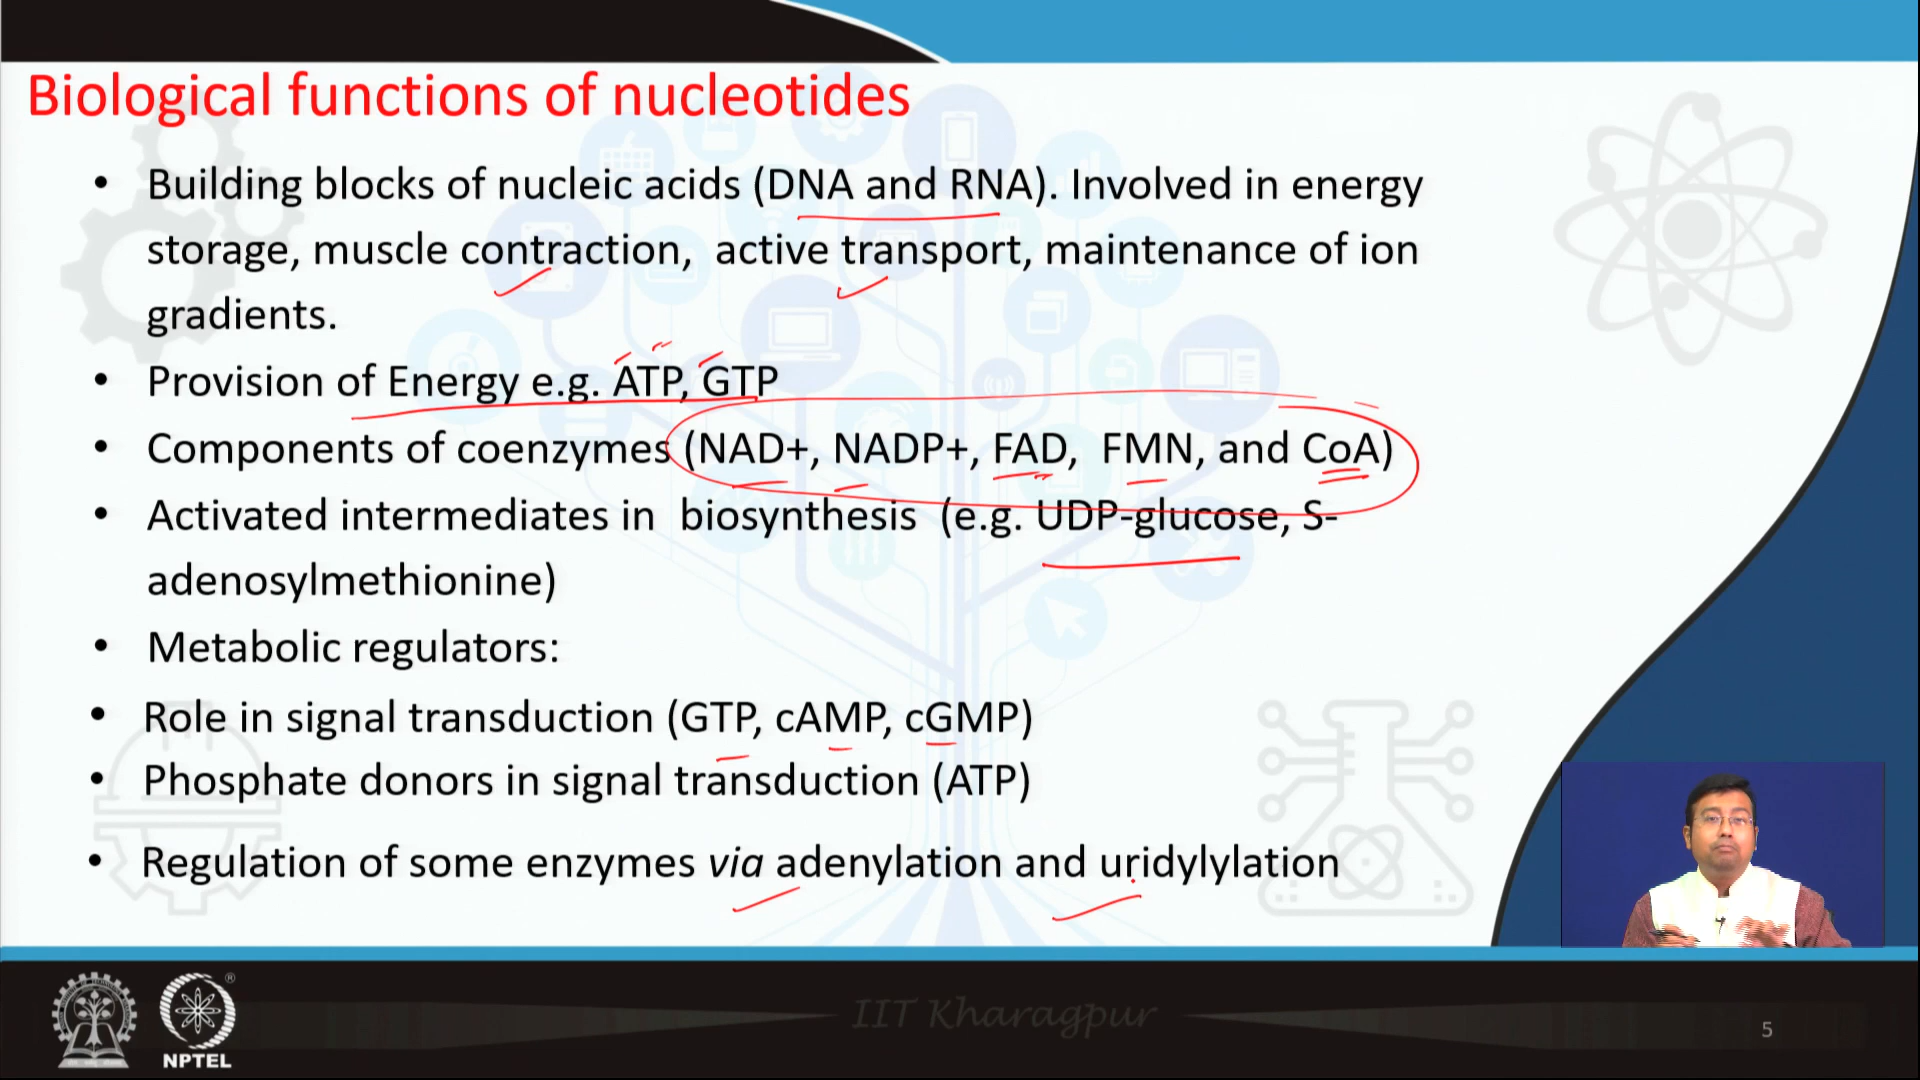 Biological functions of nucleotides
• Building blocks of nucleic acids (DNA and RNA). Involved in energy
storage, muscle contraction, active transport, maintenance of ion
gradients.
• Provision of Energy e.g. ATP, GTP
• Components of coenzymes (NAD+, NADP+, FAD, FMN, and CoA)
• Activated intermediates in biosynthesis (e.g. UDP-glucose, S-
adenosylmethionine)
• Metabolic regulators:
• Role in signal transduction (GTP, cAMP, cGMP)
• Phosphate donors in signal transduction (ATP)
• Regulation of some enzymes via adenylation and uridylylation
IIT Kharagpur
®
NPTEL
5